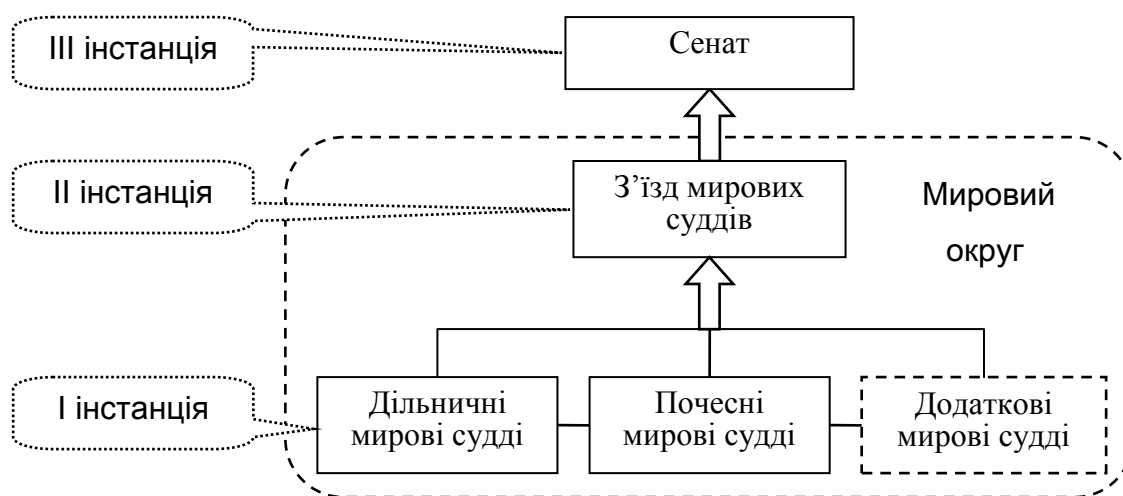 III інстанція
Сенат
II інстанція
З’їзд мирових
суддів
Мировий
округ
I інстанція
Дільничні
мирові судді
Почесні
мирові судді
Додаткові
мирові судді